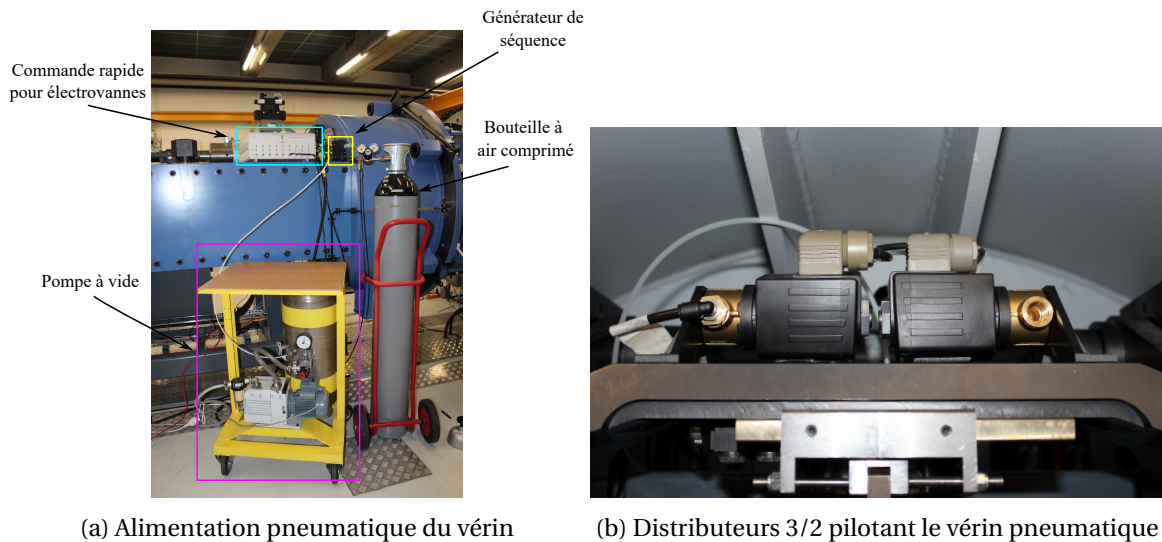 Générateur de
séquence
Commande rapide
pour électrovannes
Bouteille à
air comprimé
Pompe à vide
(a) Alimentation pneumatique du vérin
(b) Distributeurs 3/2 pilotant le vérin pneumatique